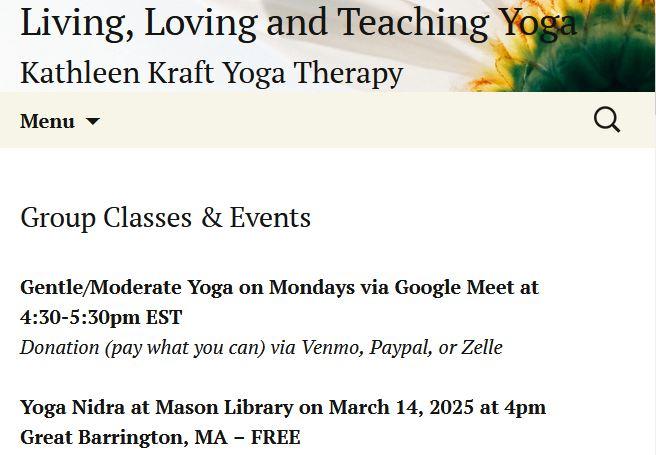 Living, Loving and Teaching Yoga
Kathleen Kraft Yoga Therapy
Menu
Group Classes & Events
Gentle/Moderate Yoga on Mondays via Google Meet at
4:30-5:30pm EST
Donation (pay what you can) via Venmo, Paypal, or Zelle
Yoga Nidra at Mason Library on March 14, 2025 at 4pm
Great Barrington, MA – FREE